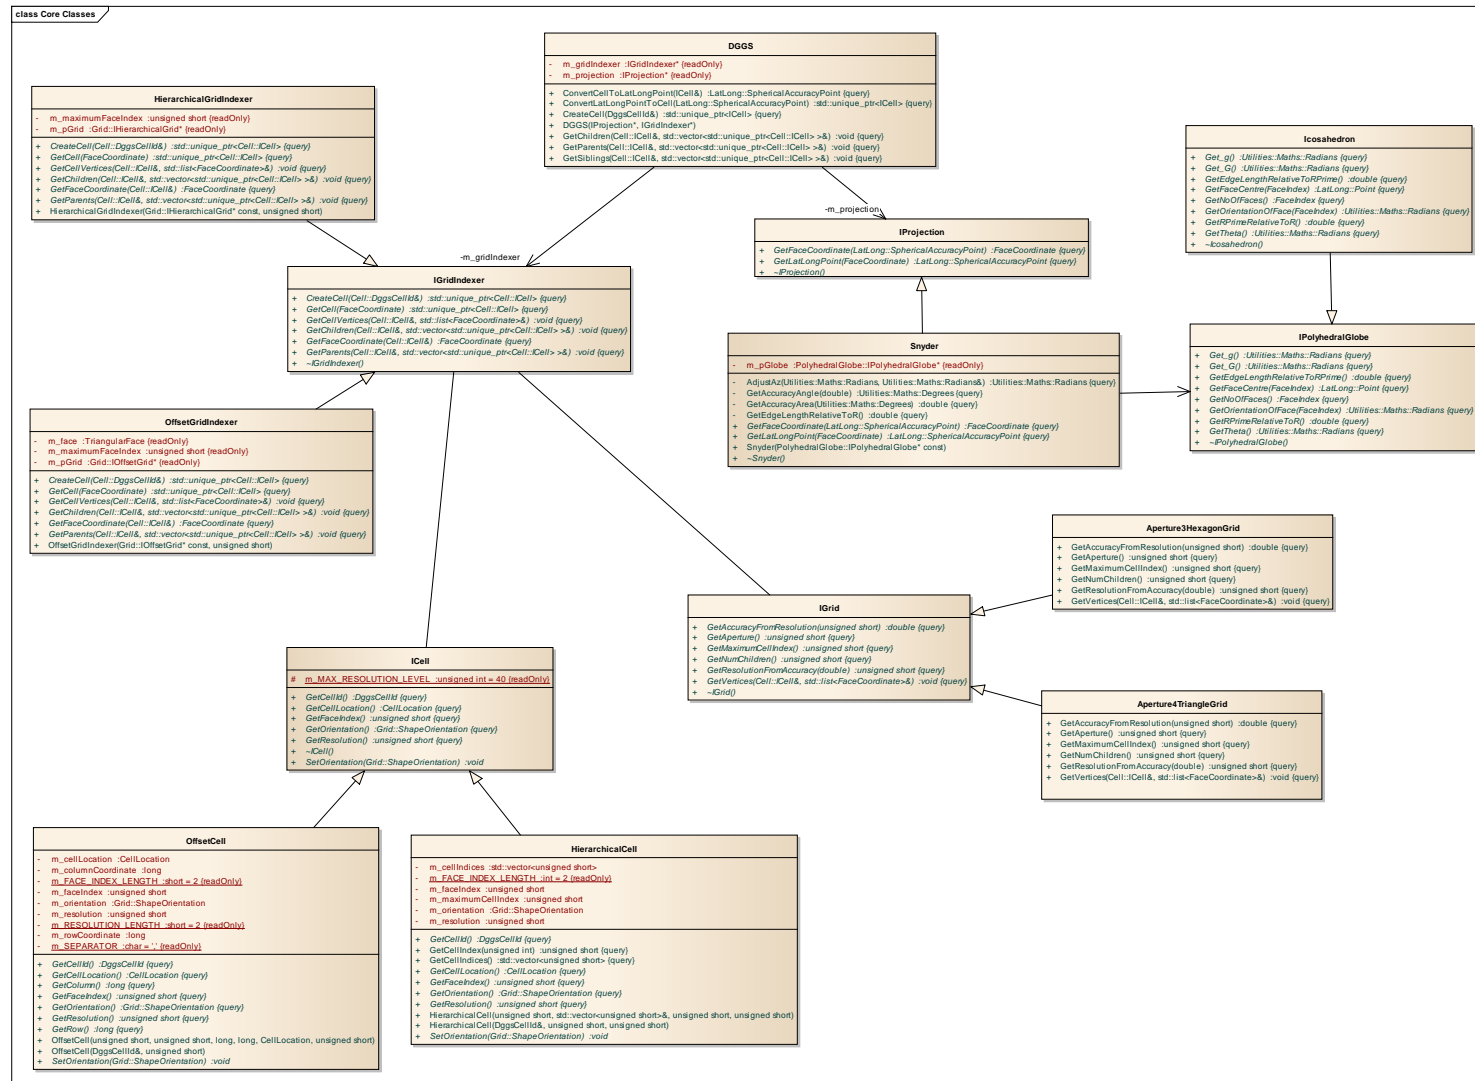 class Core Classes
DGGS
- m_gridIndexer :IGridIndexer* {readOnly}
- m_projection :IProjection* {readOnly}
+ ConvertCellToLatLongPoint(ICell&) :LatLong::SphericalAccuracyPoint {query}
+ ConvertLatLongPointToCell(LatLong::SphericalAccuracyPoint) :std::unique_ptr<ICell> {query}
+ CreateCell(DggsCellId&) :std::unique_ptr<ICell> {query}
+ DGGS(IProjection*, IGridIndexer*)
+ GetChildren(Cell::ICell&, std::vector<std::unique_ptr<Cell::ICell> >&) :void {query}
+ GetParents(Cell::ICell&, std::vector<std::unique_ptr<Cell::ICell> >&) :void {query}
+ GetSiblings(Cell::ICell&, std::vector<std::unique_ptr<Cell::ICell> >&) :void {query}
HierarchicalGridIndexer
- m_maximumFaceIndex :unsigned short {readOnly}
- m_pGrid :Grid::IHierarchicalGrid* {readOnly}
+ CreateCell(Cell::DggsCellId&) :std::unique_ptr<Cell::ICell> {query}
+ GetCell(FaceCoordinate) :std::unique_ptr<Cell::ICell> {query}
+ GetCellVertices(Cell::ICell&, std::list<FaceCoordinate>&) :void {query}
+ GetChildren(Cell::ICell&, std::vector<std::unique_ptr<Cell::ICell> >&) :void {query}
+ GetFaceCoordinate(Cell::ICell&) :FaceCoordinate {query}
+ GetParents(Cell::ICell&, std::vector<std::unique_ptr<Cell::ICell> >&) :void {query}
+ HierarchicalGridIndexer(Grid::IHierarchicalGrid* const, unsigned short)
Icosahedron
+ Get_g() :Utilities::Maths::Radians {query}
+ Get_G() :Utilities::Maths::Radians {query}
+ GetEdgeLengthRelativeToRPrime() :double {query}
+ GetFaceCentre(FaceIndex) :LatLong::Point {query}
+ GetNoOfFaces() :FaceIndex {query}
+ GetOrientationOfFace(FaceIndex) :Utilities::Maths::Radians {query}
+ GetRPrimeRelativeToR() :double {query}
+ GetTheta() :Utilities::Maths::Radians {query}
+ ~Icosahedron()
-m_projection
IProjection
+ GetFaceCoordinate(LatLong::SphericalAccuracyPoint) :FaceCoordinate {query}
+ GetLatLongPoint(FaceCoordinate) :LatLong::SphericalAccuracyPoint {query}
+ ~IProjection()
-m_gridIndexer
IGridIndexer
+ CreateCell(Cell::DggsCellId&) :std::unique_ptr<Cell::ICell> {query}
+ GetCell(FaceCoordinate) :std::unique_ptr<Cell::ICell> {query}
+ GetCellVertices(Cell::ICell&, std::list<FaceCoordinate>&) :void {query}
+ GetChildren(Cell::ICell&, std::vector<std::unique_ptr<Cell::ICell> >&) :void {query}
+ GetFaceCoordinate(Cell::ICell&) :FaceCoordinate {query}
+ GetParents(Cell::ICell&, std::vector<std::unique_ptr<Cell::ICell> >&) :void {query}
+ ~IGridIndexer()
Snyder
- m_pGlobe :PolyhedralGlobe::IPolyhedralGlobe* {readOnly}
- AdjustAz(Utilities::Maths::Radians, Utilities::Maths::Radians&) :Utilities::Maths::Radians {query}
- GetAccuracyAngle(double) :Utilities::Maths::Degrees {query}
- GetAccuracyArea(Utilities::Maths::Degrees) :double {query}
- GetEdgeLengthRelativeToR() :double {query}
+ GetFaceCoordinate(LatLong::SphericalAccuracyPoint) :FaceCoordinate {query}
+ GetLatLongPoint(FaceCoordinate) :LatLong::SphericalAccuracyPoint {query}
+ Snyder(PolyhedralGlobe::IPolyhedralGlobe* const)
+ ~Snyder()
IPolyhedralGlobe
+ Get_g() :Utilities::Maths::Radians {query}
+ Get_G() :Utilities::Maths::Radians {query}
+ GetEdgeLengthRelativeToRPrime() :double {query}
+ GetFaceCentre(FaceIndex) :LatLong::Point {query}
+ GetNoOfFaces() :FaceIndex {query}
+ GetOrientationOfFace(FaceIndex) :Utilities::Maths::Radians {query}
+ GetRPrimeRelativeToR() :double {query}
+ GetTheta() :Utilities::Maths::Radians {query}
+ ~IPolyhedralGlobe()
OffsetGridIndexer
- m_face :TriangularFace {readOnly}
- m_maximumFaceIndex :unsigned short {readOnly}
- m_pGrid :Grid::IOffsetGrid* {readOnly}
+ CreateCell(Cell::DggsCellId&) :std::unique_ptr<Cell::ICell> {query}
+ GetCell(FaceCoordinate) :std::unique_ptr<Cell::ICell> {query}
+ GetCellVertices(Cell::ICell&, std::list<FaceCoordinate>&) :void {query}
+ GetChildren(Cell::ICell&, std::vector<std::unique_ptr<Cell::ICell> >&) :void {query}
+ GetFaceCoordinate(Cell::ICell&) :FaceCoordinate {query}
+ GetParents(Cell::ICell&, std::vector<std::unique_ptr<Cell::ICell> >&) :void {query}
+ OffsetGridIndexer(Grid::IOffsetGrid* const, unsigned short)
Aperture3HexagonGrid
+ GetAccuracyFromResolution(unsigned short) :double {query}
+ GetAperture() :unsigned short {query}
+ GetMaximumCellIndex() :unsigned short {query}
+ GetNumChildren() :unsigned short {query}
+ GetResolutionFromAccuracy(double) :unsigned short {query}
+ GetVertices(Cell::ICell&, std::list<FaceCoordinate>&) :void {query}
IGrid
+ GetAccuracyFromResolution(unsigned short) :double {query}
+ GetAperture() :unsigned short {query}
+ GetMaximumCellIndex() :unsigned short {query}
+ GetNumChildren() :unsigned short {query}
+ GetResolutionFromAccuracy(double) :unsigned short {query}
+ GetVertices(Cell::ICell&, std::list<FaceCoordinate>&) :void {query}
+ ~IGrid()
ICell
# m_MAX_RESOLUTION_LEVEL :unsigned int = 40 {readOnly}
+ GetCellId() :DggsCellId {query}
+ GetCellLocation() :CellLocation {query}
+ GetFaceIndex() :unsigned short {query}
+ GetOrientation() :Grid::ShapeOrientation {query}
+ GetResolution() :unsigned short {query}
+ ~ICell()
+ SetOrientation(Grid::ShapeOrientation) :void
Aperture4TriangleGrid
+ GetAccuracyFromResolution(unsigned short) :double {query}
+ GetAperture() :unsigned short {query}
+ GetMaximumCellIndex() :unsigned short {query}
+ GetNumChildren() :unsigned short {query}
+ GetResolutionFromAccuracy(double) :unsigned short {query}
+ GetVertices(Cell::ICell&, std::list<FaceCoordinate>&) :void {query}
OffsetCell
- m_cellLocation :CellLocation
- m_columnCoordinate :long
- m_FACE_INDEX_LENGTH :short = 2 {readOnly}
- m_faceIndex :unsigned short
- m_orientation :Grid::ShapeOrientation
- m_resolution :unsigned short
- m_RESOLUTION_LENGTH :short = 2 {readOnly}
- m_rowCoordinate :long
- m_SEPARATOR :char = ',' {readOnly}
+ GetCellId() :DggsCellId {query}
+ GetCellLocation() :CellLocation {query}
+ GetColumn() :long {query}
+ GetFaceIndex() :unsigned short {query}
+ GetOrientation() :Grid::ShapeOrientation {query}
+ GetResolution() :unsigned short {query}
+ GetRow() :long {query}
+ OffsetCell(unsigned short, unsigned short, long, long, CellLocation, unsigned short)
+ OffsetCell(DggsCellId&, unsigned short)
+ SetOrientation(Grid::ShapeOrientation) :void
HierarchicalCell
- m_cellIndices :std::vector<unsigned short>
- m_FACE_INDEX_LENGTH :int = 2 {readOnly}
- m_faceIndex :unsigned short
- m_maximumCellIndex :unsigned short
- m_orientation :Grid::ShapeOrientation
- m_resolution :unsigned short
+ GetCellId() :DggsCellId {query}
+ GetCellIndex(unsigned int) :unsigned short {query}
+ GetCellIndices() :std::vector<unsigned short> {query}
+ GetCellLocation() :CellLocation {query}
+ GetFaceIndex() :unsigned short {query}
+ GetOrientation() :Grid::ShapeOrientation {query}
+ GetResolution() :unsigned short {query}
+ HierarchicalCell(unsigned short, std::vector<unsigned short>&, unsigned short, unsigned short)
+ HierarchicalCell(DggsCellId&, unsigned short, unsigned short)
+ SetOrientation(Grid::ShapeOrientation) :void